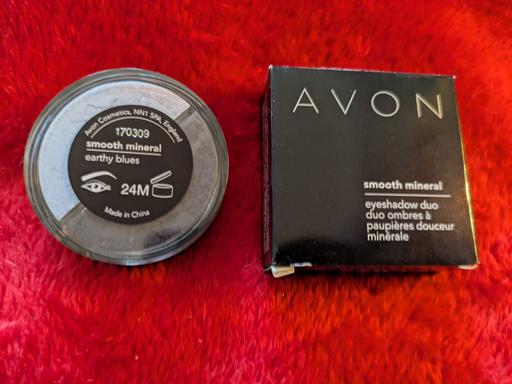 Avon Cosmetics, NN1 5PA, England
170309
smooth mineral
earthy blues
24M
Made in China
AVON
smooth mineral
eyeshadow duo
duo ombres à
paupières douceur
minérale